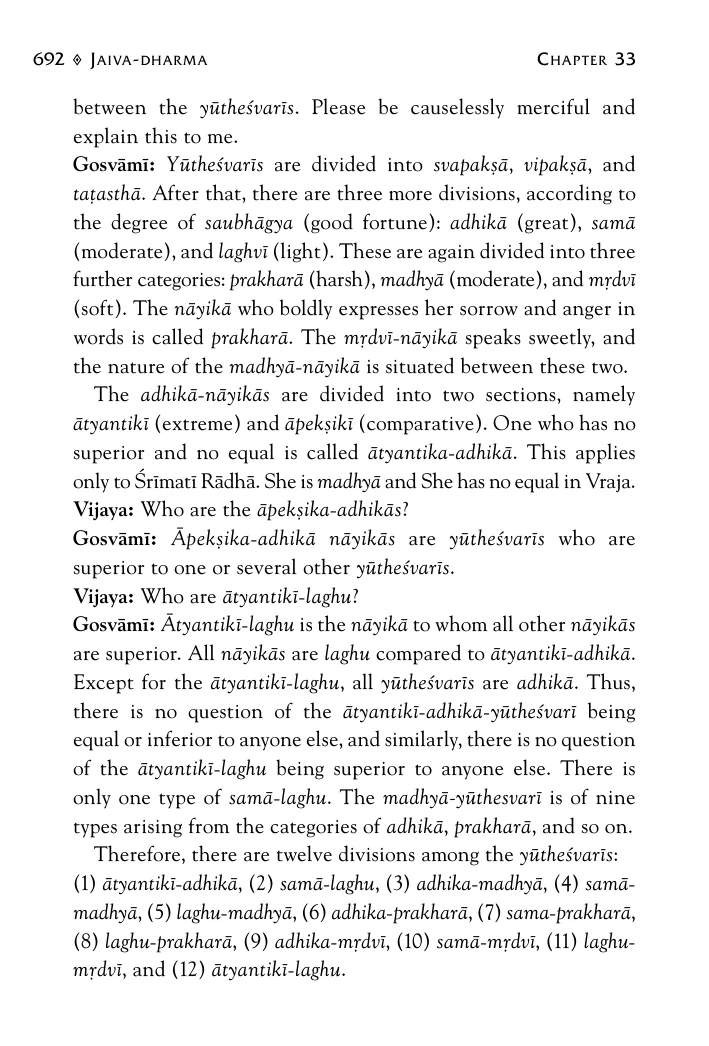 692 ◈ Jaiva-dharma Chapter 33
between the yūtheśvarīs. Please be causelessly merciful and
explain this to me.
Gosvāmī: Yūtheśvarīs are divided into svapakṣā, vipakṣā, and
taṭasthā. After that, there are three more divisions, according to
the degree of saubhāgya (good fortune): adhikā (great), samā
(moderate), and laghvī (light). These are again divided into three
further categories: prakharā (harsh), madhyā (moderate), and mṛdvī
(soft). The nāyikā who boldly expresses her sorrow and anger in
words is called prakharā. The mṛdvī-nāyikā speaks sweetly, and
the nature of the madhyā-nāyikā is situated between these two.
The adhikā-nāyikās are divided into two sections, namely
ātyantikī (extreme) and āpekṣikī (comparative). One who has no
superior and no equal is called ātyantika-adhikā. This applies
only to Śrīmatī Rādhā. She is madhyā and She has no equal in Vraja.
Vijaya: Who are the āpekṣika-adhikās?
Gosvāmī: Āpekṣika-adhikā nāyikās are yūtheśvarīs who are
superior to one or several other yūtheśvarīs.
Vijaya: Who are ātyantikī-laghu?
Gosvāmī: Ātyantikī-laghu is the nāyikā to whom all other nāyikās
are superior. All nāyikās are laghu compared to ātyantikī-adhikā.
Except for the ātyantikī-laghu, all yūtheśvarīs are adhikā. Thus,
there is no question of the ātyantikī-adhikā-yūtheśvarī being
equal or inferior to anyone else, and similarly, there is no question
of the ātyantikī-laghu being superior to anyone else. There is
only one type of samā-laghu. The madhyā-yūthesvarī is of nine
types arising from the categories of adhikā, prakharā, and so on.
Therefore, there are twelve divisions among the yūtheśvarīs:
(1) ātyantikī-adhikā, (2) samā-laghu, (3) adhika-madhyā, (4) samā-
madhyā, (5) laghu-madhyā, (6) adhika-prakharā, (7) sama-prakharā,
(8) laghu-prakharā, (9) adhika-mṛdvī, (10) samā-mṛdvī, (11) laghu-
mṛdvī, and (12) ātyantikī-laghu.